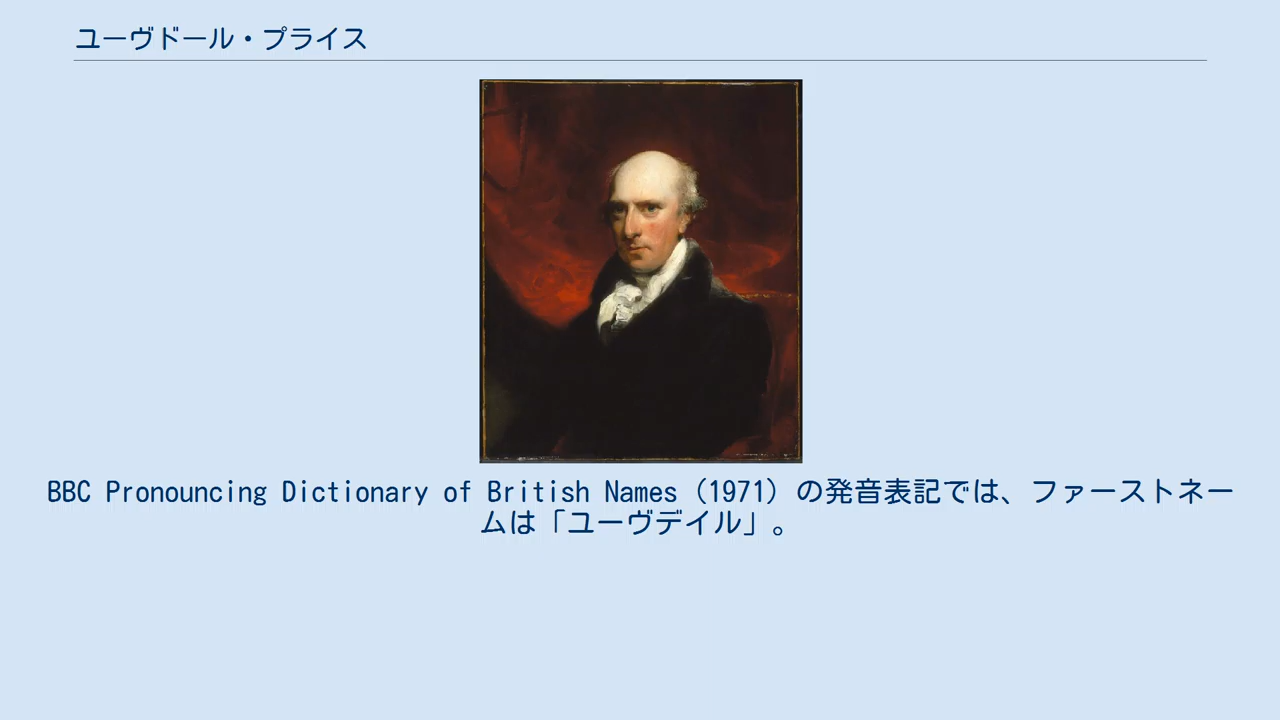 ユーヴドール・プライス
BBC Pronouncing Dictionary of British Names (1971) の発音表記では、ファーストネー
ムは「ユーヴデイル」。